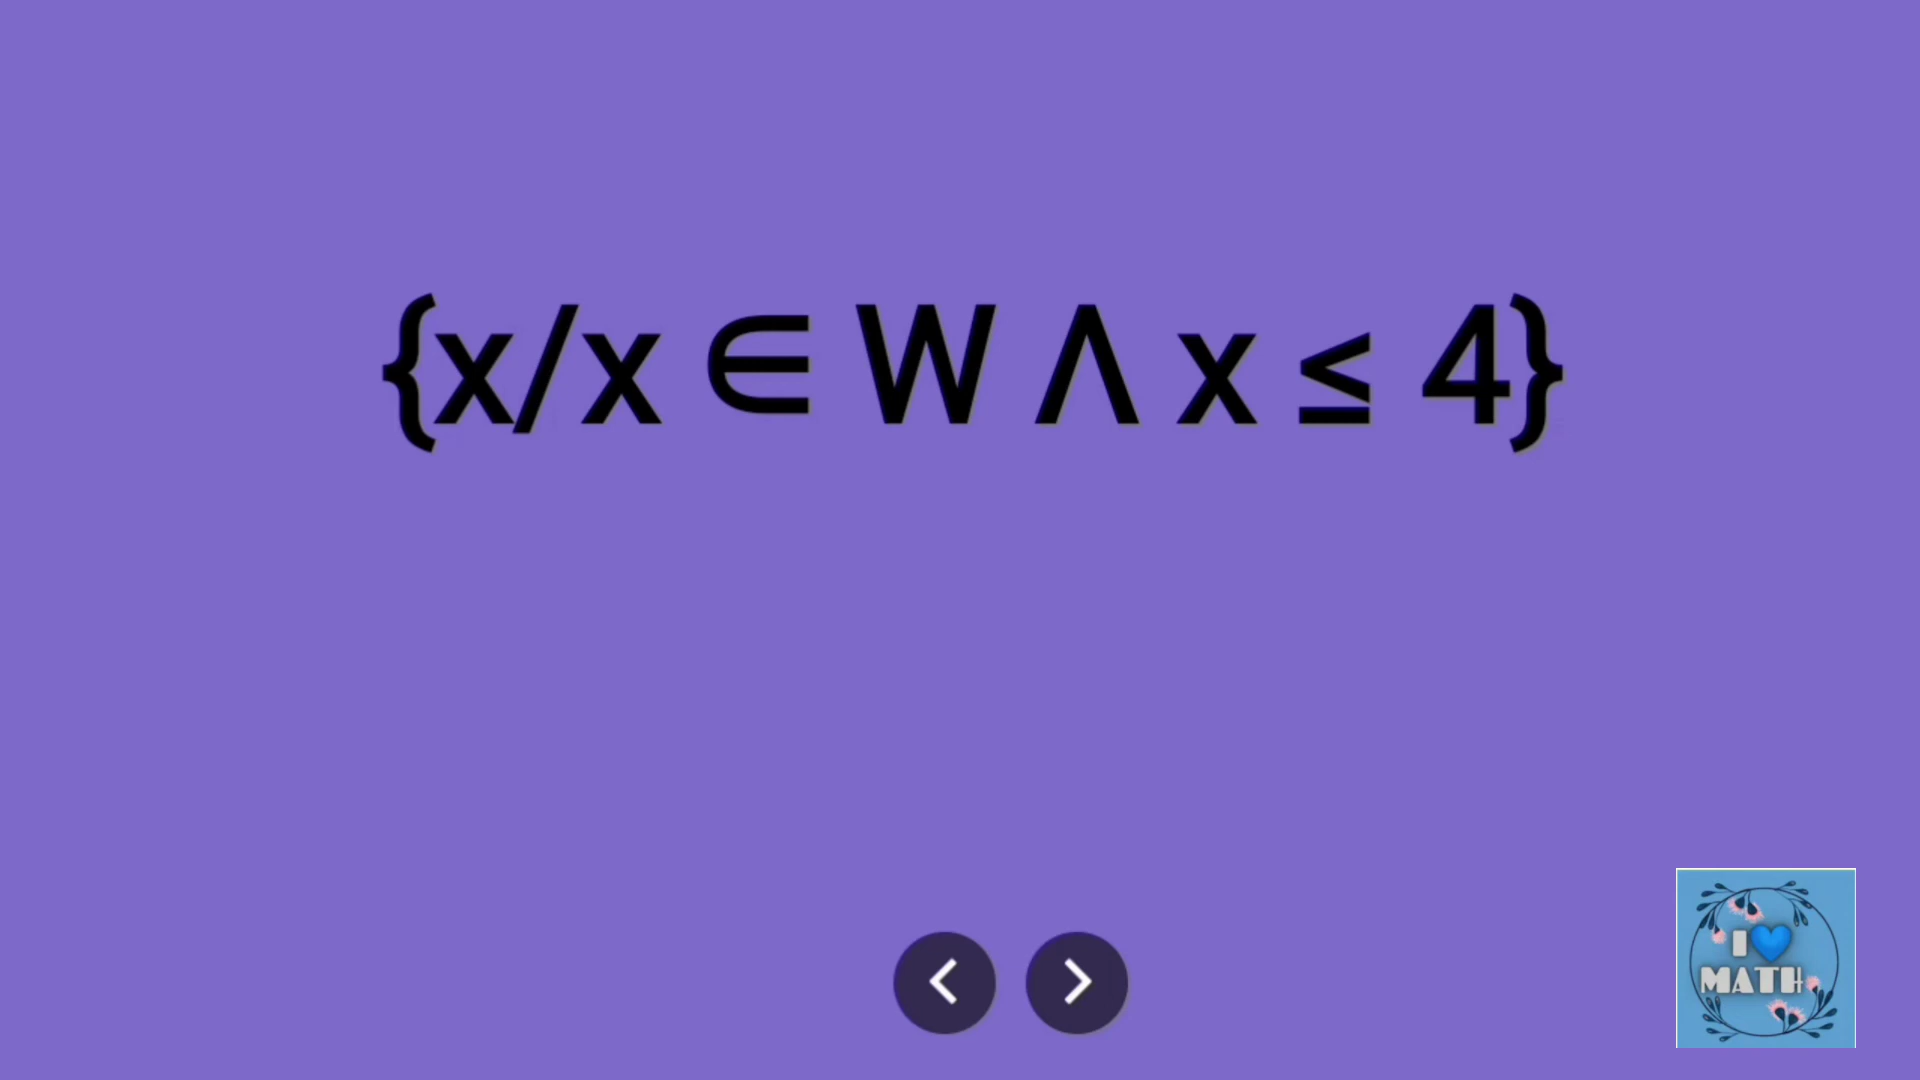 {x/x ∈ W Λ x ≤ 4}
I 💙
MATH